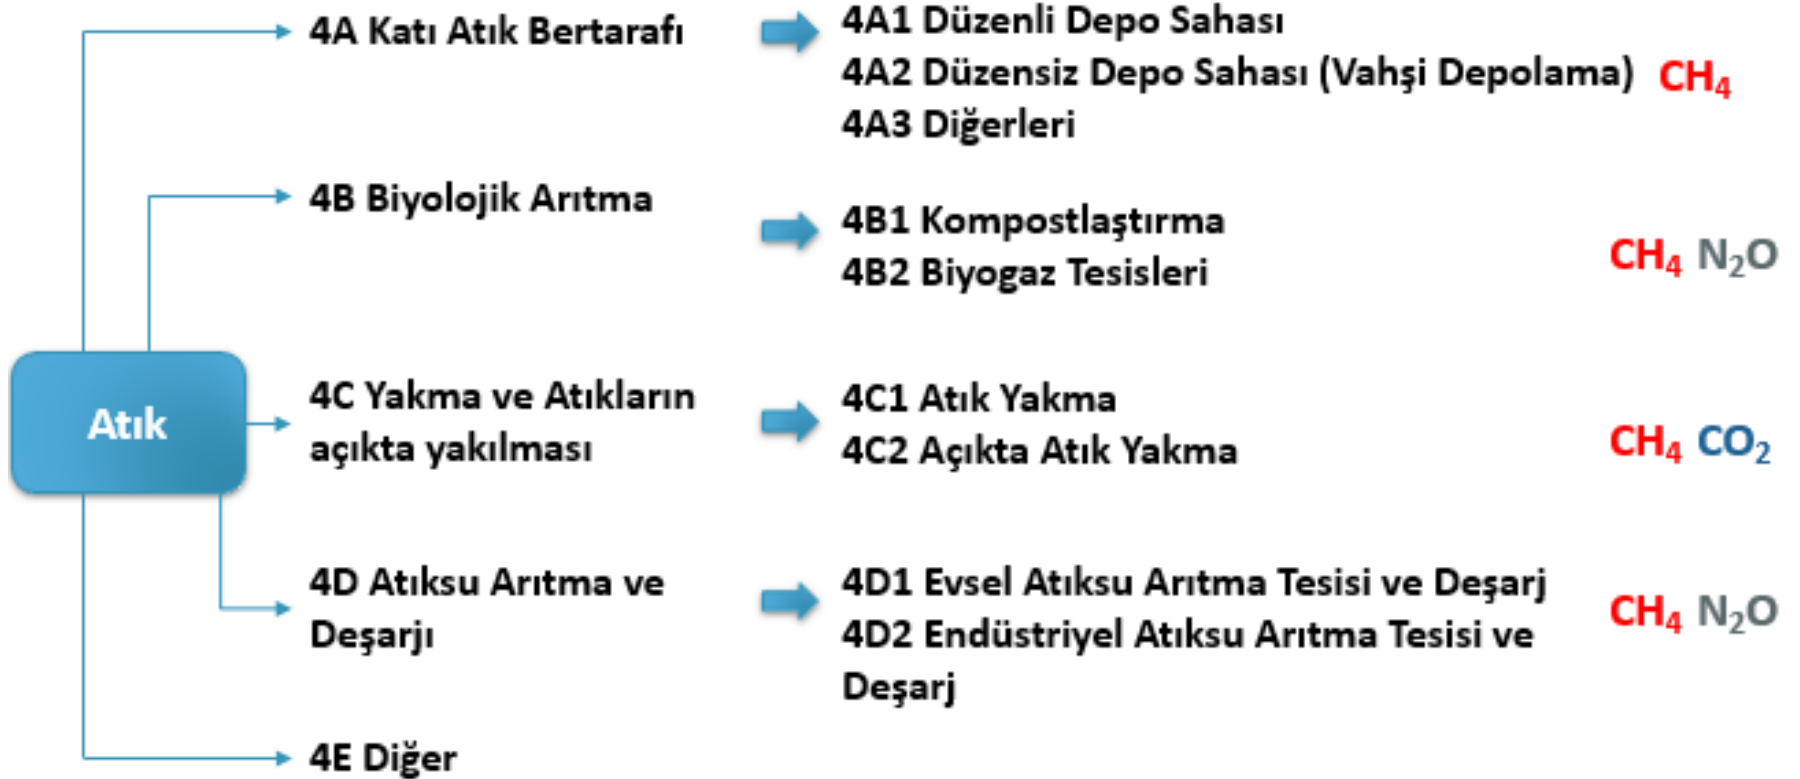 4A Katı Atık Bertarafı
4A1 Düzenli Depo Sahası
4A2 Düzensiz Depo Sahası (Vahşi Depolama)
4A3 Diğerleri
CH₄
4B Biyolojik Arıtma
4B1 Kompostlaştırma
4B2 Biyogaz Tesisleri
CH₄ N₂O
Atık
4C Yakma ve Atıkların
açıkta yakılması
4C1 Atık Yakma
4C2 Açıkta Atık Yakma
CH₄ CO₂
4D Atıksu Arıtma ve
Deşarjı
4D1 Evsel Atıksu Arıtma Tesisi ve Deşarj
4D2 Endüstriyel Atıksu Arıtma Tesisi ve
Deşarj
CH₄ N₂O
4E Diğer